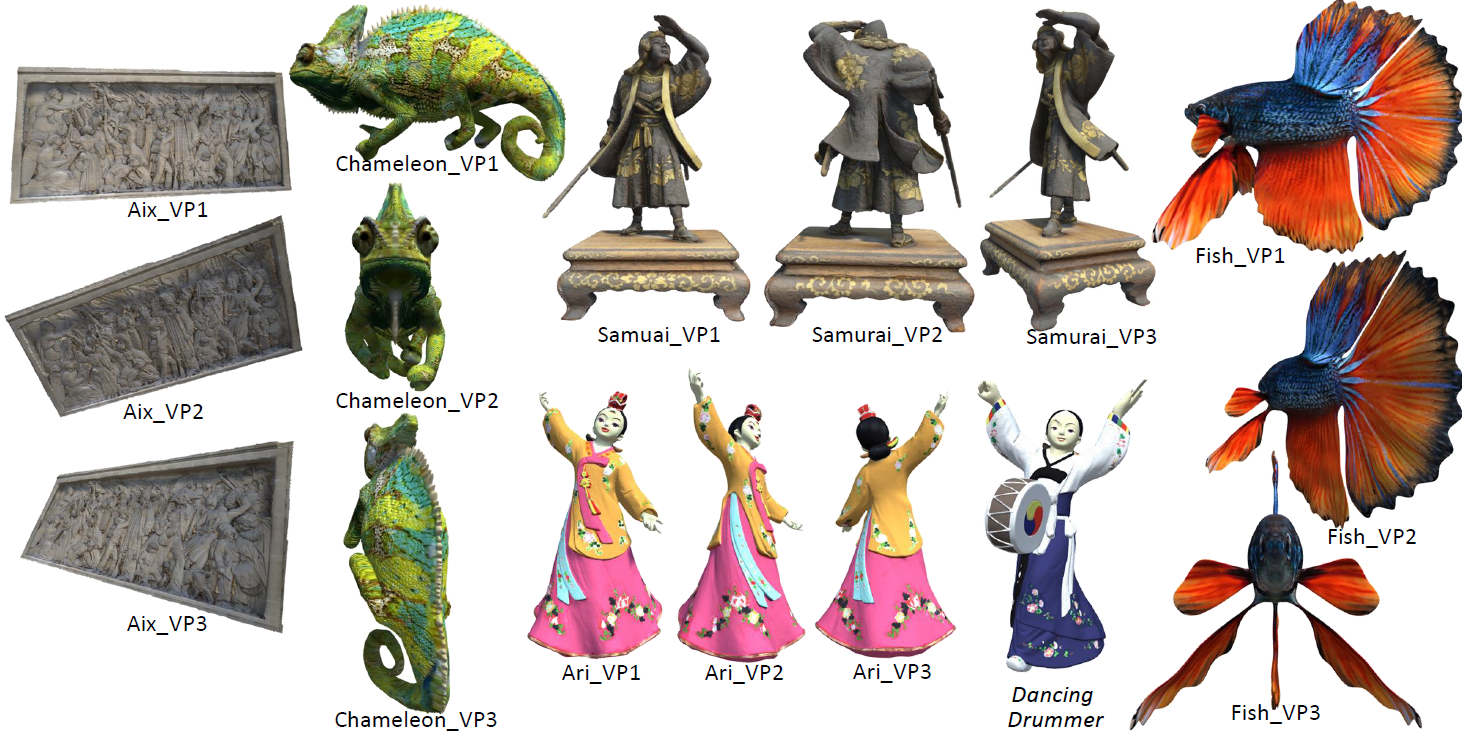 Aix_VP1
Chameleon_VP1
Samuai_VP1
Samurai_VP2
Samurai_VP3
Fish_VP1
Aix_VP2
Chameleon_VP2
Fish_VP2
Aix_VP3
Chameleon_VP3
Ari_VP1
Ari_VP2
Ari_VP3
Dancing
Drummer
Fish_VP3